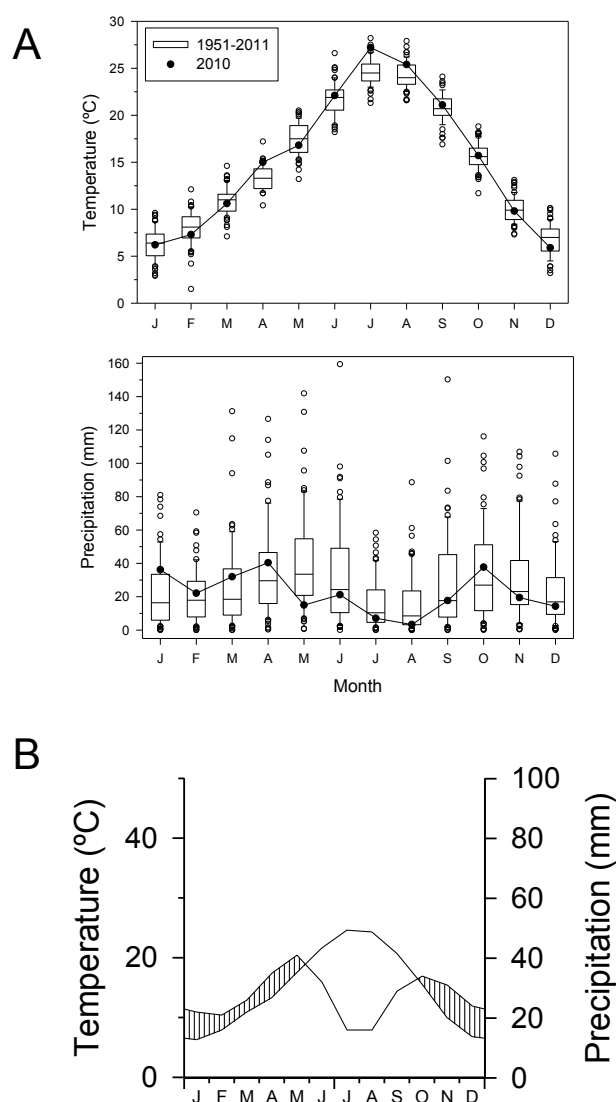 A
Temperature (ºC)
30
25
20
15
10
5
0
1951-2011
2010
J F M A M J J A S O N D
Precipitation (mm)
160
140
120
100
80
60
40
20
0
J F M A M J J A S O N D
Month
B
Temperature (ºC)
40
20
0
Precipitation (mm)
100
80
60
40
20
0
J F M A M J J A S O N D